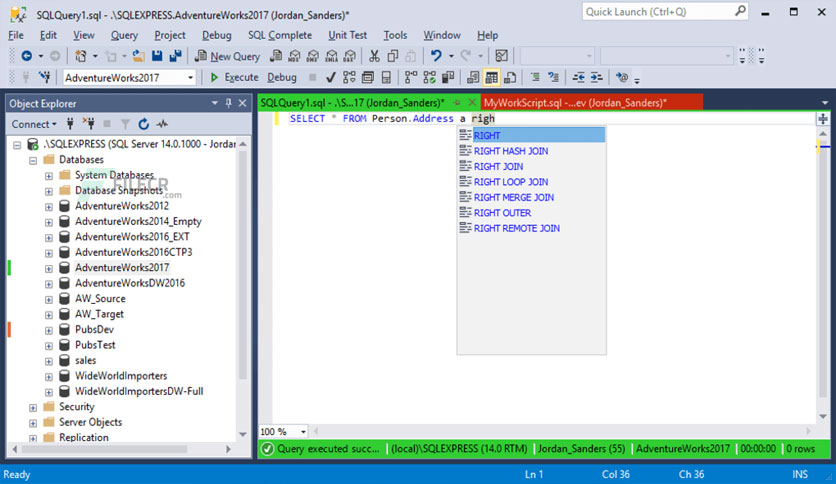 SQLQuery1.sql - .\SQLEXPRESS.AdventureWorks2017 (Jordan_Sanders)*
Quick Launch (Ctrl+Q)
File Edit View Query Project Debug SQL Complete Unit Test Tools Window Help
New Query
MDX DMX XMLA DAX
AdventureWorks2017 Execute Debug
Object Explorer
Connect
.\SQLEXPRESS (SQL Server 14.0.1000 - Jordan
Databases
System Databases
Database Snapshots
FILECR
.com
AdventureWorks2012
AdventureWorks2014_Empty
AdventureWorks2016_EXT
AdventureWorks2016CTP3
AdventureWorks2017
AdventureWorksDW2016
AW_Source
AW_Target
PubsDev
PubsTest
sales
WideWorldImporters
WideWorldImportersDW-Full
Security
Server Objects
Replication
SQLQuery1.sql - .\S...17 (Jordan_Sanders)*
MyWorkScript.sql -...ev (Jordan_Sanders)*
SELECT * FROM Person.Address a righ
RIGHT
RIGHT HASH JOIN
RIGHT JOIN
RIGHT LOOP JOIN
RIGHT MERGE JOIN
RIGHT OUTER
RIGHT REMOTE JOIN
100 %
Query executed succ... (local)\SQLEXPRESS (14.0 RTM) Jordan_Sanders (55) AdventureWorks2017 00:00:00 0 rows
Ready Ln 1 Col 36 Ch 36 INS